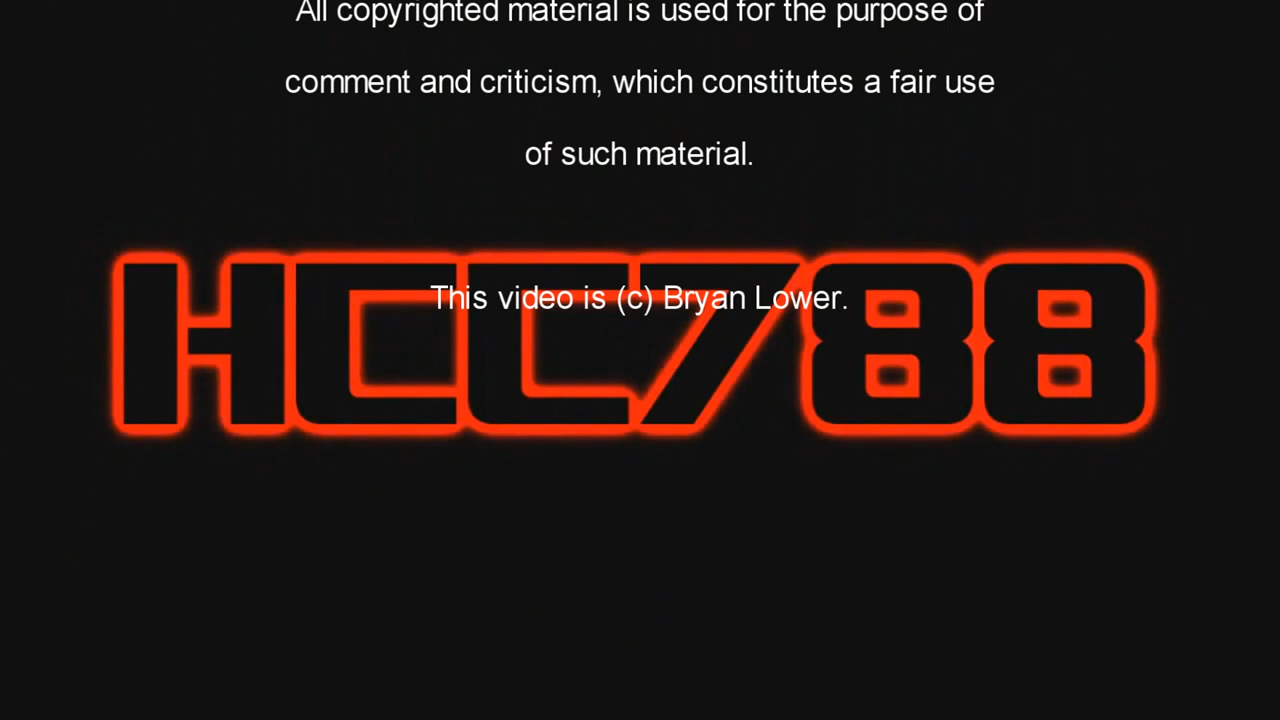 All copyrighted material is used for the purpose of
comment and criticism, which constitutes a fair use
of such material.
This video is (c) Bryan Lower.
HCC788